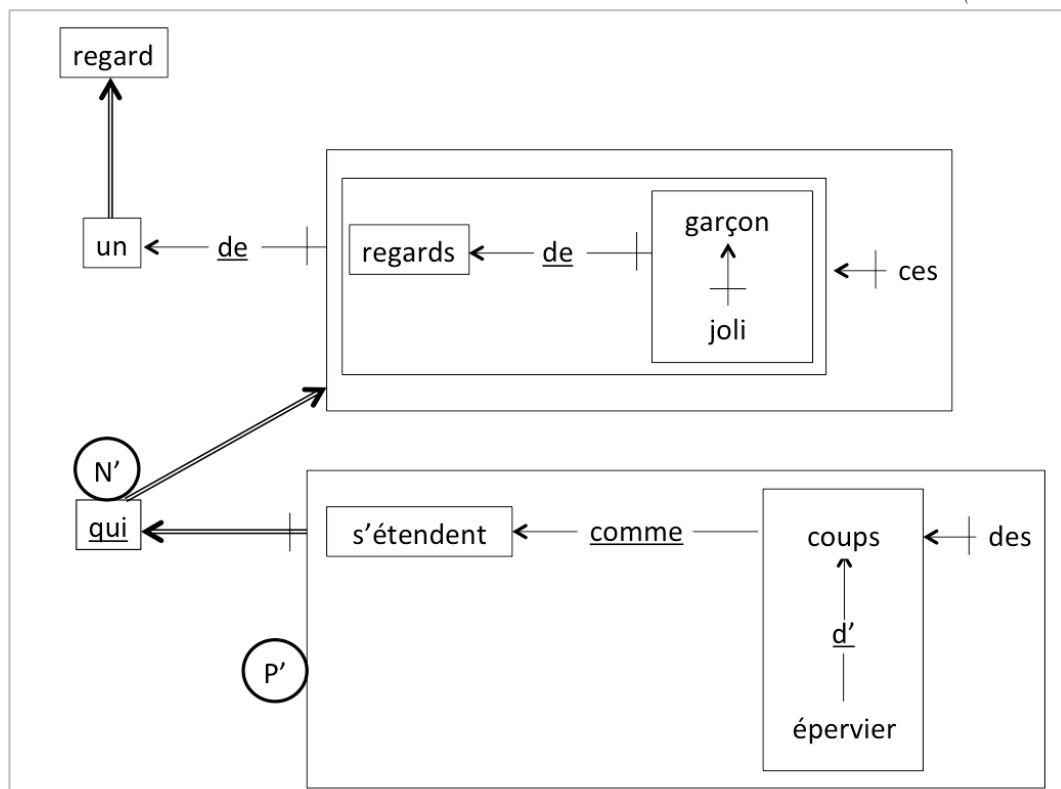 regard
un de regards de garçon ces
joli
N'
qui s'étendent comme coups des
d'
P'
épervier